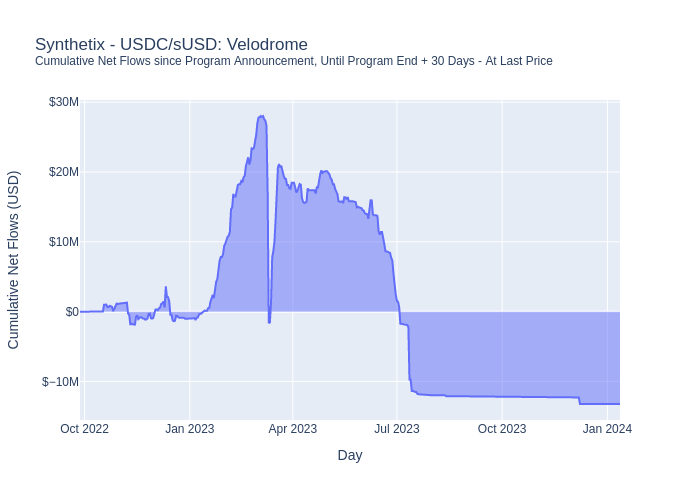 Synthetix - USDC/sUSD: Velodrome
Cumulative Net Flows since Program Announcement, Until Program End + 30 Days - At Last Price
$30M
$20M
$10M
$0
$−10M
Cumulative Net Flows (USD)
Oct 2022 Jan 2023 Apr 2023 Jul 2023 Oct 2023 Jan 2024
Day